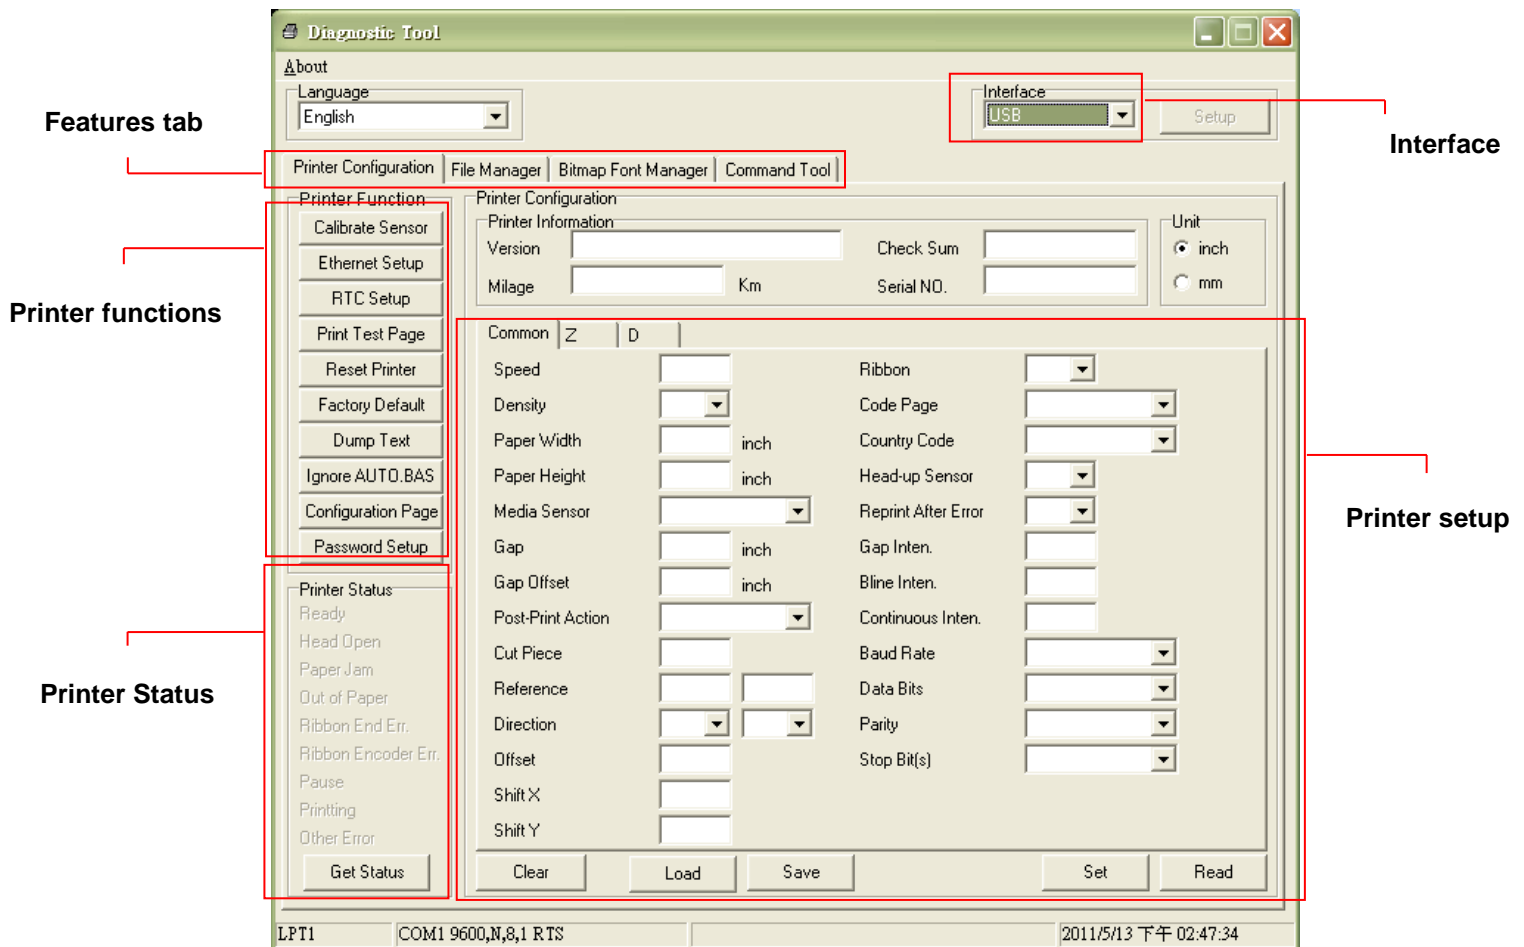 Diagnostic Tool
About
Language
English
Interface
USB
Setup
Features tab
Interface
Printer Configuration
File Manager
Bitmap Font Manager
Command Tool
Printer Function
Calibrate Sensor
Ethernet Setup
RTC Setup
Print Test Page
Reset Printer
Factory Default
Dump Text
Ignore AUTO.BAS
Configuration Page
Password Setup
Printer functions
Printer Configuration
Printer Information
Version
Check Sum
Milage
Km
Serial NO.
Unit
inch
mm
Common
Z
D
Speed
Ribbon
Density
Code Page
Paper Width
inch
Country Code
Paper Height
inch
Head-up Sensor
Media Sensor
Reprint After Error
Gap
inch
Gap Inten.
Gap Offset
inch
Bline Inten.
Post-Print Action
Continuous Inten.
Cut Piece
Baud Rate
Reference
Data Bits
Direction
Parity
Offset
Stop Bit(s)
Shift X
Shift Y
Clear
Load
Save
Set
Read
Printer setup
Printer Status
Ready
Head Open
Paper Jam
Out of Paper
Ribbon End Err.
Ribbon Encoder Err.
Pause
Printting
Other Error
Get Status
Printer Status
LPT1
COM1 9600,N,8,1 RTS
2011/5/13 下午 02:47:34